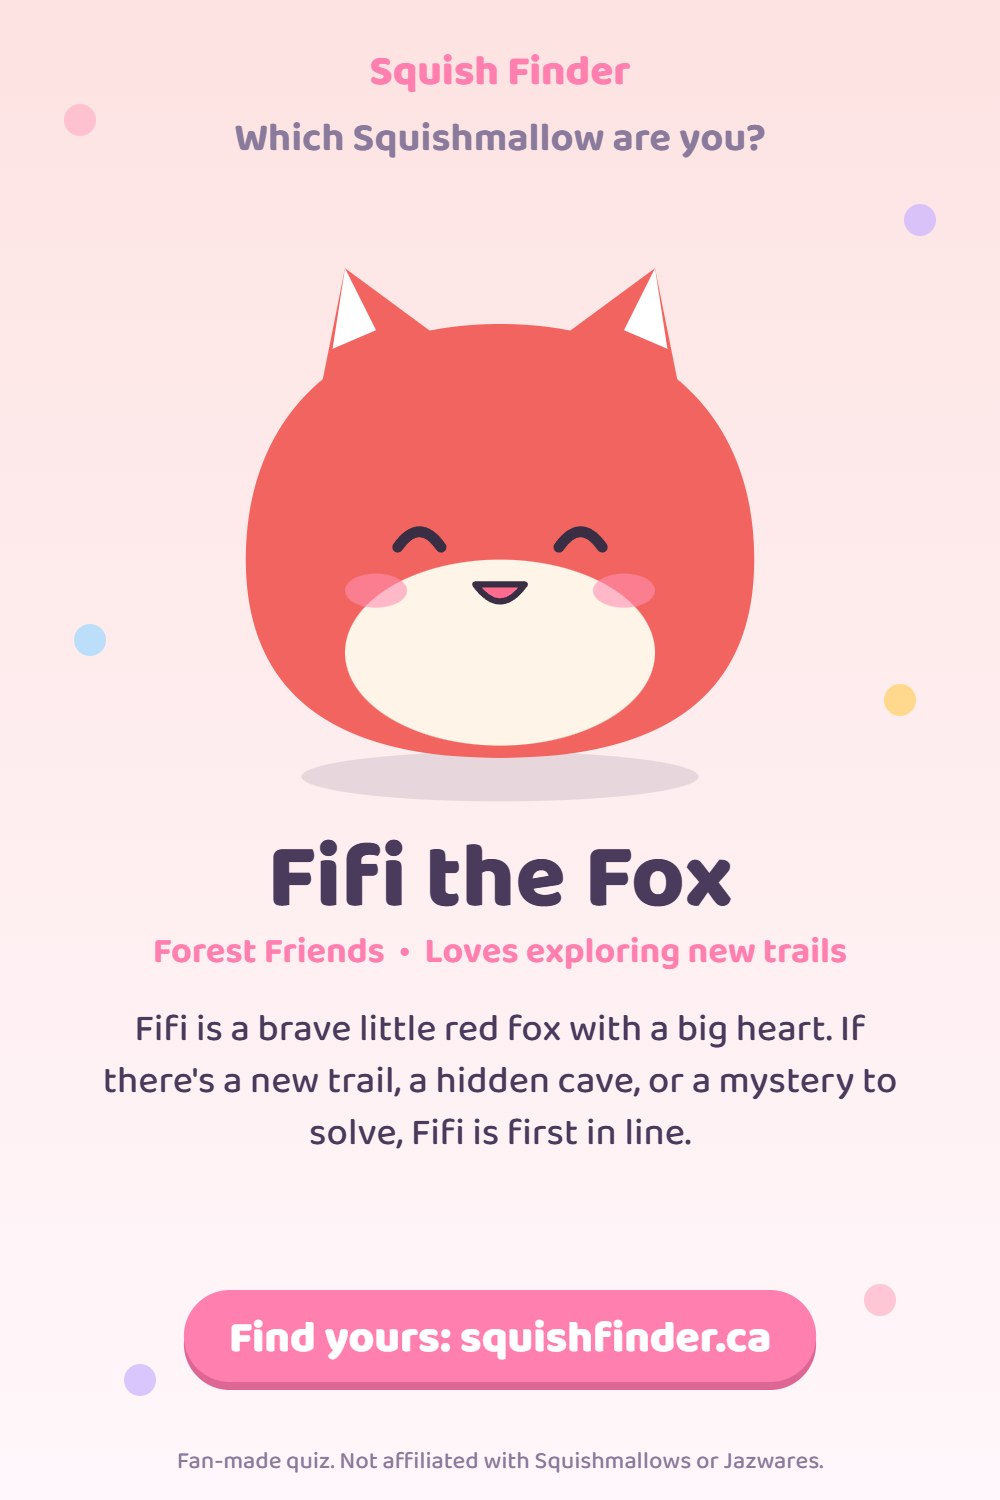 Squish Finder
Which Squishmallow are you?
Fifi the Fox
Forest Friends • Loves exploring new trails
Fifi is a brave little red fox with a big heart. If
there's a new trail, a hidden cave, or a mystery to
solve, Fifi is first in line.
Find yours: squishfinder.ca
Fan-made quiz. Not affiliated with Squishmallows or Jazwares.